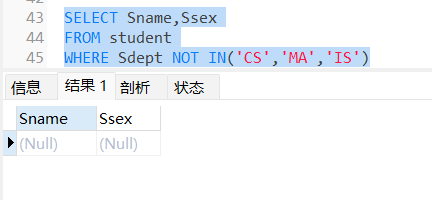 42
43 SELECT Sname,Ssex
44 FROM student
45 WHERE Sdept NOT IN('CS','MA','IS')
信息 结果 1 剖析 状态
Sname Ssex
(Null) (Null)